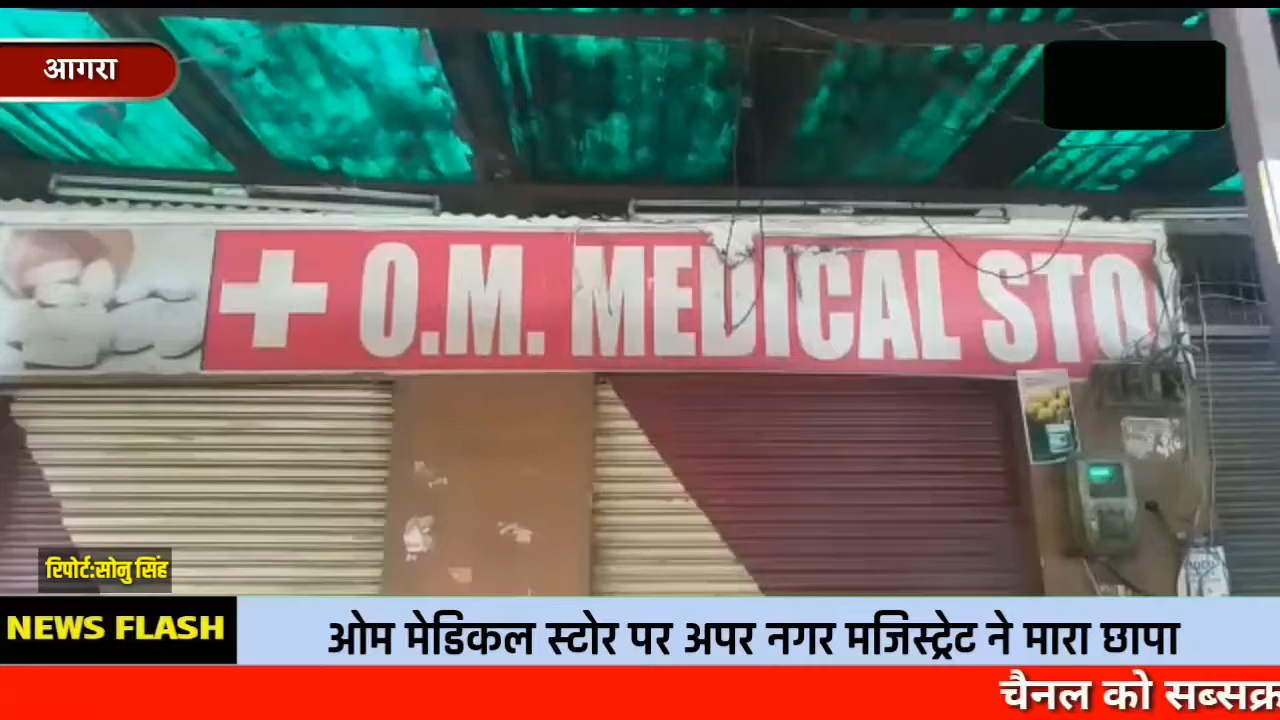 आगरा
O.M. MEDICAL STO
रिपोर्ट:सोनु सिंह
NEWS FLASH
ओम मेडिकल स्टोर पर अपर नगर मजिस्ट्रेट ने मारा छापा
चैनल को सब्सक्र